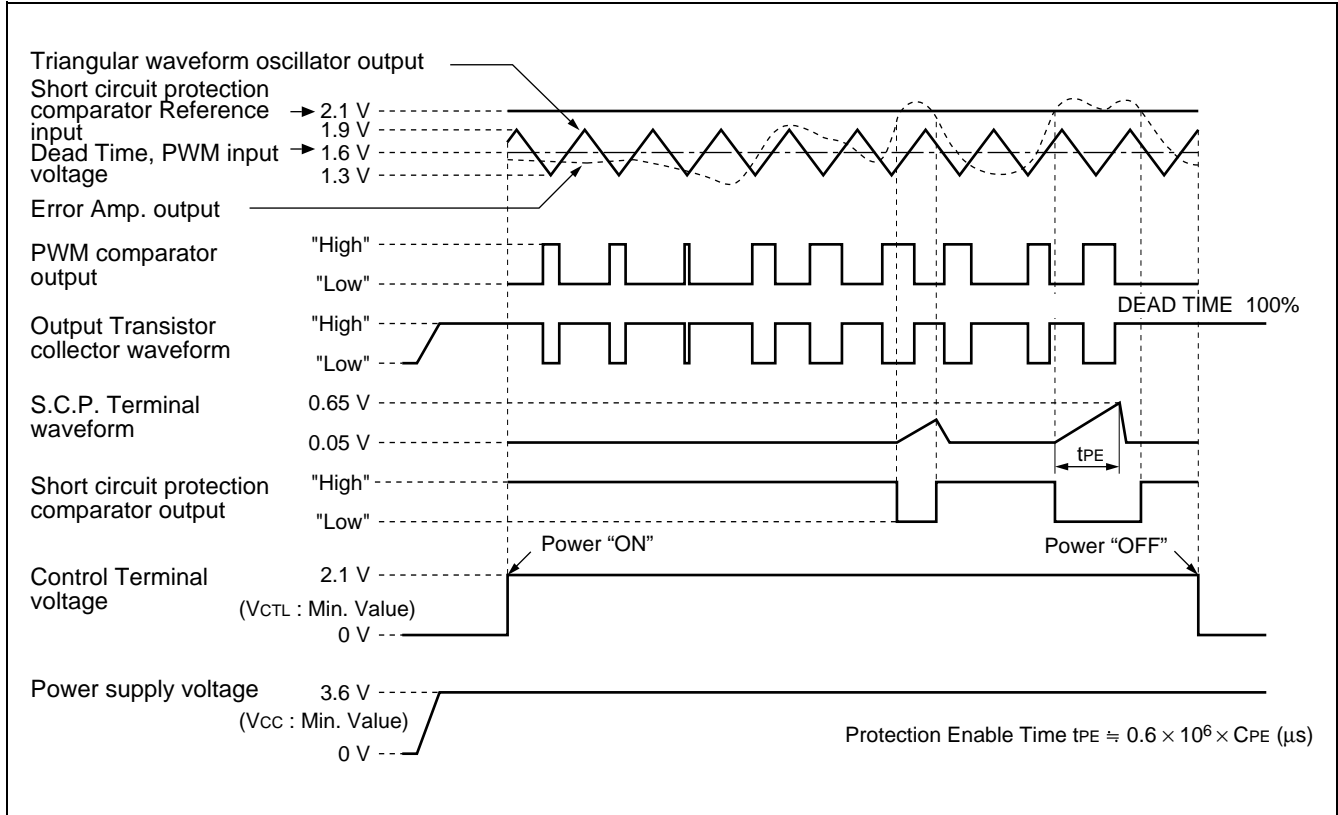 Triangular waveform oscillator output
Short circuit protection
comparator Reference 2.1 V
input
1.9 V
Dead Time, PWM input 1.6 V
voltage
1.3 V
Error Amp. output
PWM comparator
output
"High"
"Low"
DEAD TIME 100%
Output Transistor
collector waveform
"High"
"Low"
S.C.P. Terminal
waveform
0.65 V
0.05 V
tPE
Short circuit protection
comparator output
"High"
"Low"
Power “ON”
Power “OFF”
Control Terminal
voltage
2.1 V
(VCTL : Min. Value)
0 V
Power supply voltage
3.6 V
(VCC : Min. Value)
0 V
Protection Enable Time tPE ≒ 0.6 × 10⁶ × CPE (μs)